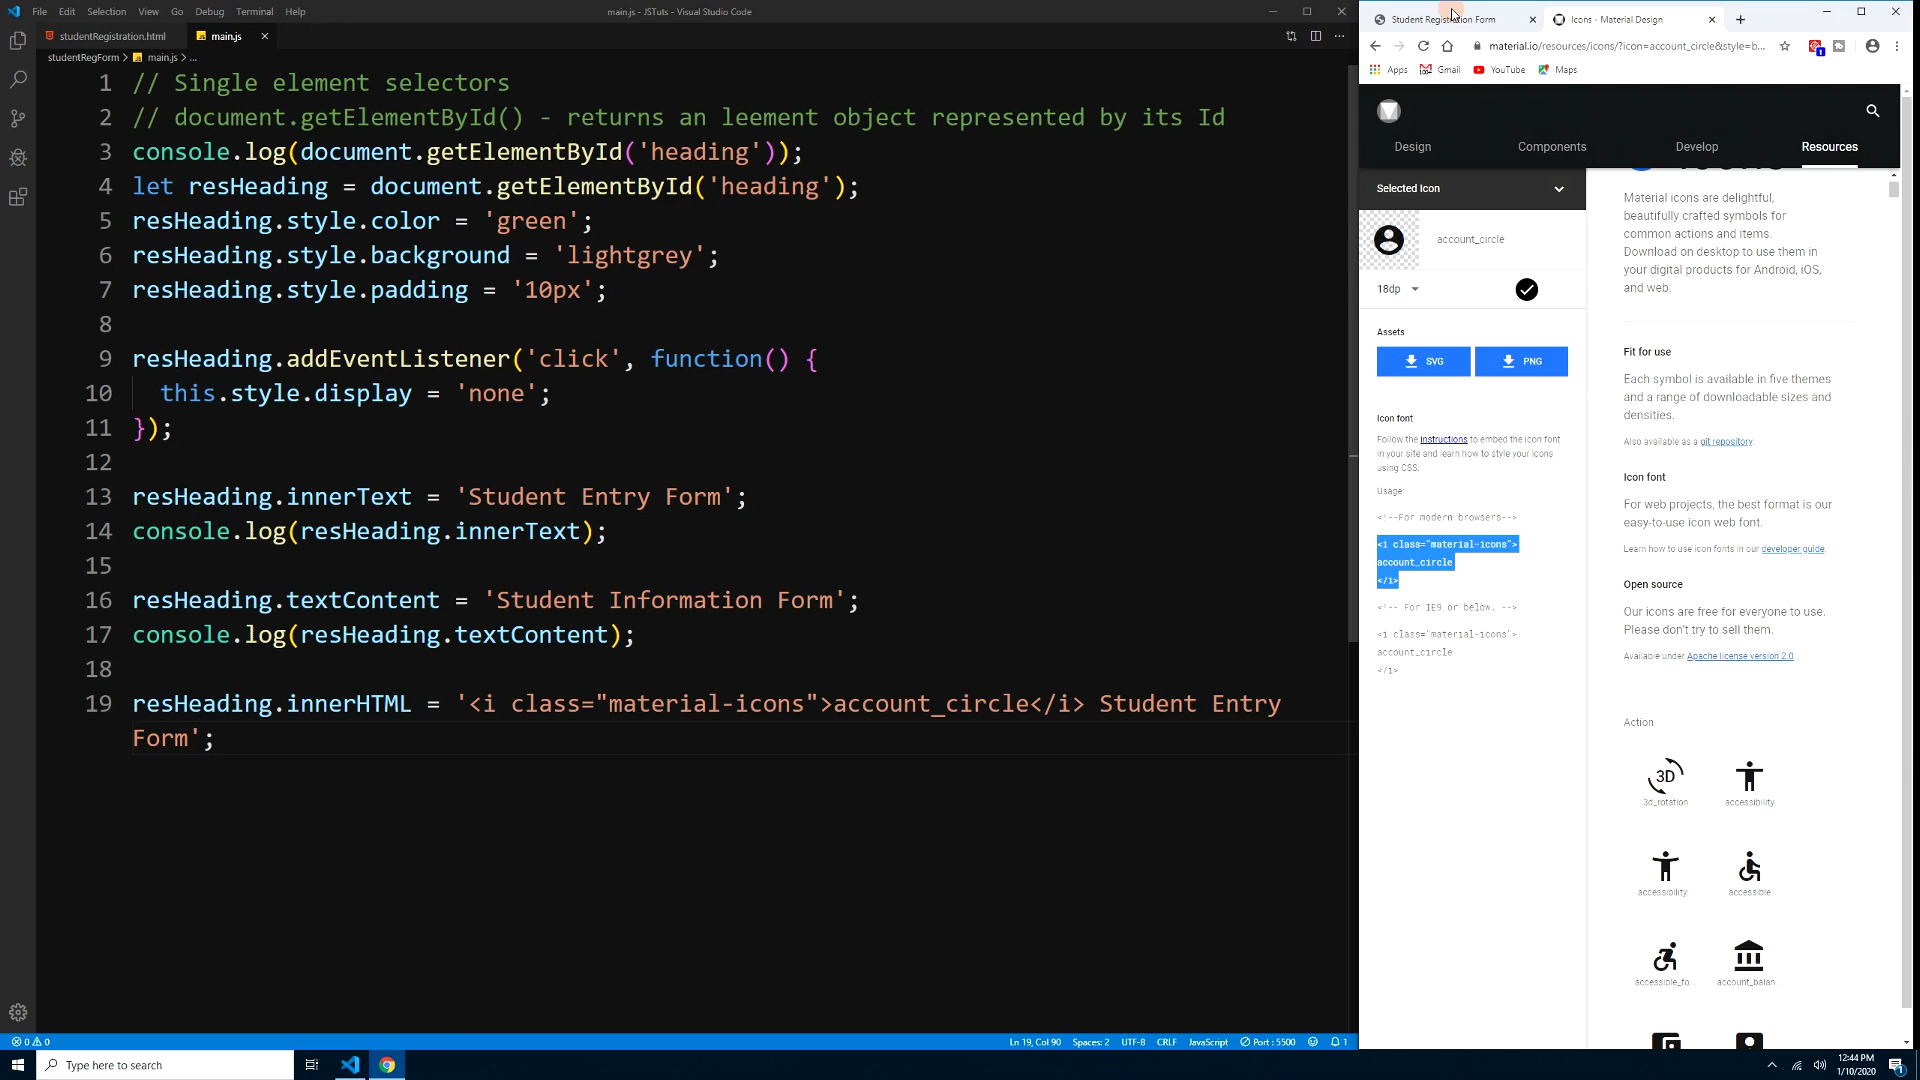 File Edit Selection View Go Debug Terminal Help
main.js - JSTuts - Visual Studio Code
studentRegistration.html
main.js
studentRegForm > main.js > ...
1 // Single element selectors
2 // document.getElementById() - returns an leement object represented by its Id
3 console.log(document.getElementById('heading'));
4 let resHeading = document.getElementById('heading');
5 resHeading.style.color = 'green';
6 resHeading.style.background = 'lightgrey';
7 resHeading.style.padding = '10px';
8
9 resHeading.addEventListener('click', function() {
10 this.style.display = 'none';
11 });
12
13 resHeading.innerText = 'Student Entry Form';
14 console.log(resHeading.innerText);
15
16 resHeading.textContent = 'Student Information Form';
17 console.log(resHeading.textContent);
18
19 resHeading.innerHTML = '<i class="material-icons">account_circle</i> Student Entry
Form';
0 0
Ln 19, Col 90 Spaces: 2 UTF-8 CRLF JavaScript Port : 5500 1
Student Registration Form
Icons - Material Design
material.io/resources/icons/?icon=account_circle&style=b...
1
Apps Gmail YouTube Maps
Design Components Develop Resources
Selected Icon
account_circle
18dp
Assets
SVG
PNG
Icon font
Follow the instructions to embed the icon font
in your site and learn how to style your icons
using CSS.
Usage:
<!--For modern browsers-->
<i class="material-icons">
account_circle
</i>
<!-- For IE9 or below. -->
<i class="material-icons">
account_circle
</i>
Material icons are delightful,
beautifully crafted symbols for
common actions and items.
Download on desktop to use them in
your digital products for Android, iOS,
and web.
Fit for use
Each symbol is available in five themes
and a range of downloadable sizes and
densities.
Also available as a git repository.
Icon font
For web projects, the best format is our
easy-to-use icon web font.
Learn how to use icon fonts in our developer guide.
Open source
Our icons are free for everyone to use.
Please don't try to sell them.
Available under Apache license version 2.0
Action
3D
3d_rotation
accessibility
accessibility
accessible
accessible_fo...
account_balan...
Type here to search
12:44 PM
1/10/2020
1